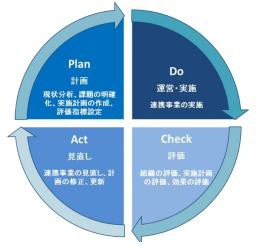 Plan
計画
現状分析、課題の明確
化、実施計画の作成、
評価指標設定
Do
運営・実施
連携事業の実施
Act
見直し
連携事業の見直し、計
画の修正、更新
Check
評価
組織の評価、実施計画
の評価、効果の評価